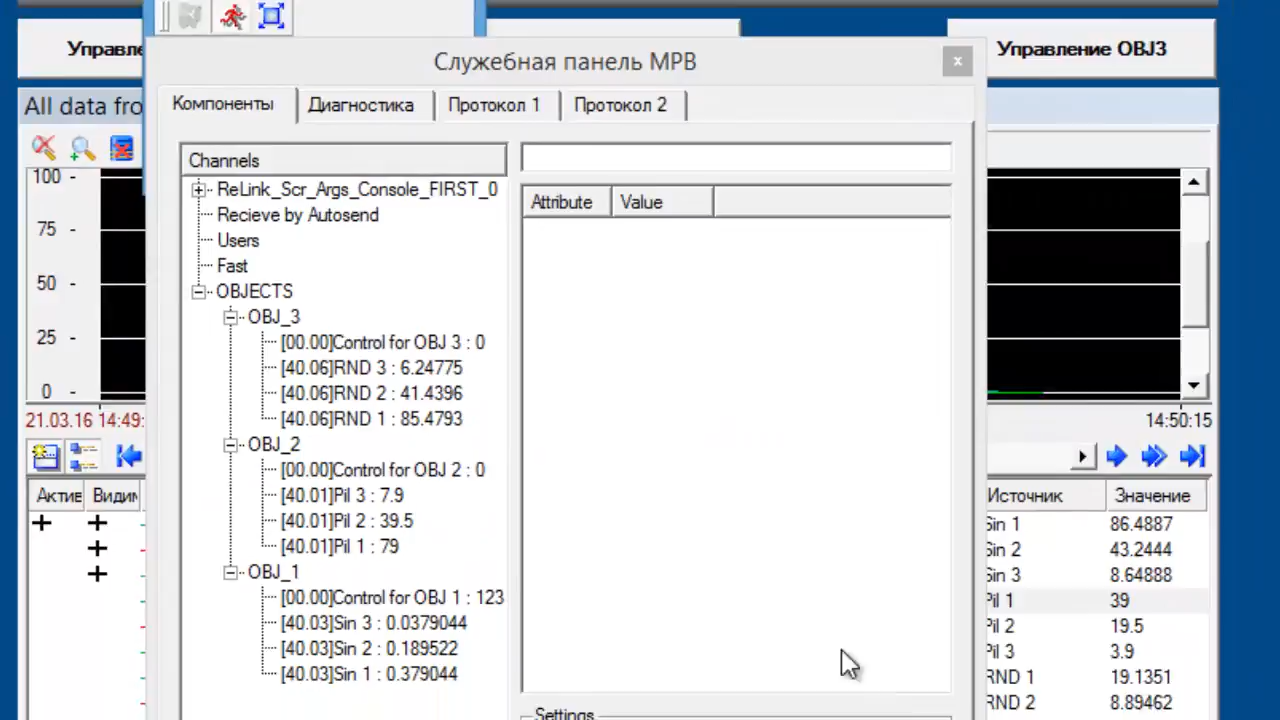 Управле
Управление OBJ3
Служебная панель МРВ
x
All data fro
Компоненты
Диагностика
Протокол 1
Протокол 2
Channels
ReLink_Scr_Args_Console_FIRST_0
Recieve by Autosend
Users
Fast
OBJECTS
OBJ_3
[00.00]Control for OBJ 3 : 0
[40.06]RND 3 : 6.24775
[40.06]RND 2 : 41.4396
[40.06]RND 1 : 85.4793
OBJ_2
[00.00]Control for OBJ 2 : 0
[40.01]Pil 3 : 7.9
[40.01]Pil 2 : 39.5
[40.01]Pil 1 : 79
OBJ_1
[00.00]Control for OBJ 1 : 123
[40.03]Sin 3 : 0.0379044
[40.03]Sin 2 : 0.189522
[40.03]Sin 1 : 0.379044
Attribute Value
Settings
100
75
50
25
0
21.03.16 14:49:
14:50:15
Актив Видим
Источник Значение
Sin 1 86.4887
Sin 2 43.2444
Sin 3 8.64888
Pil 1 39
Pil 2 19.5
Pil 3 3.9
RND 1 19.1351
RND 2 8.89462